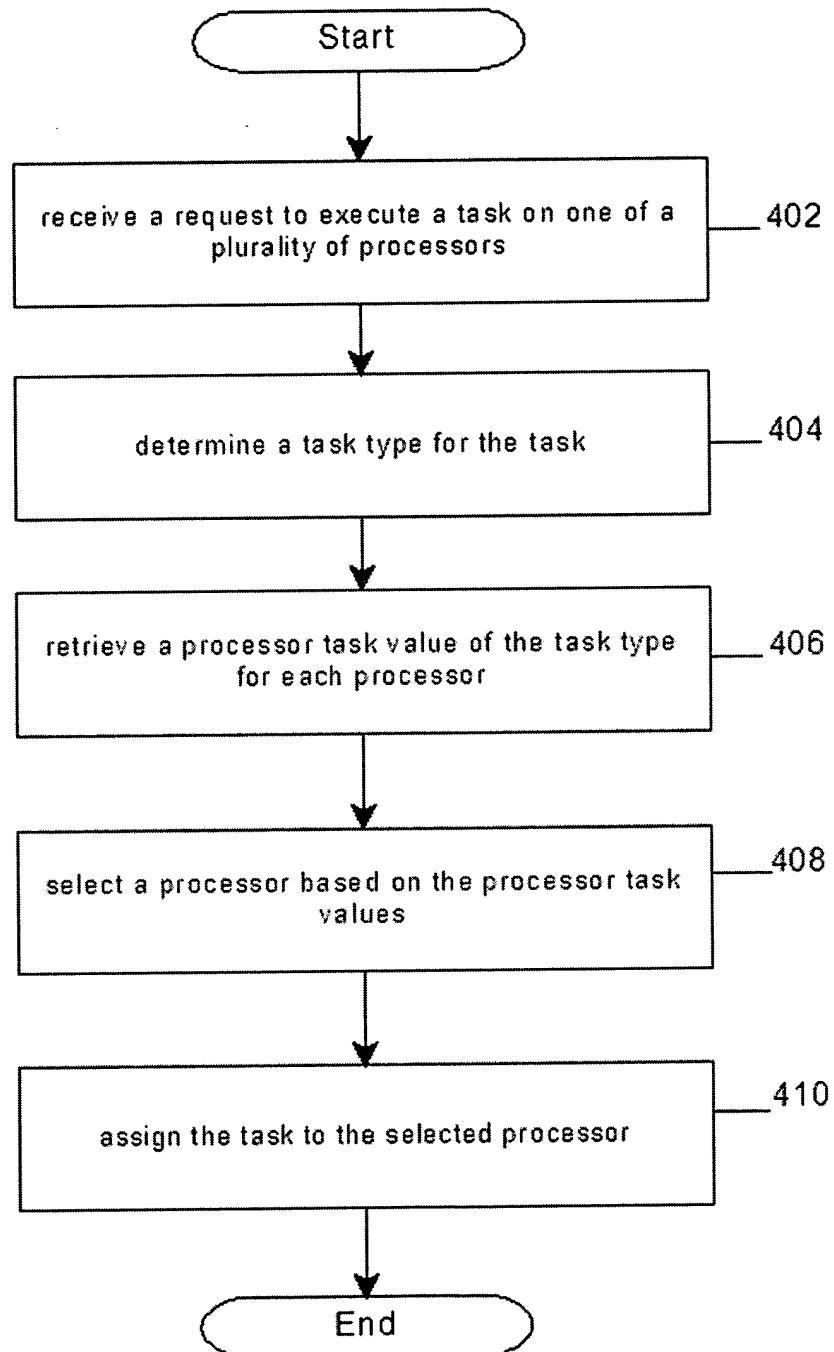 Start
receive a request to execute a task on one of a
plurality of processors
402
determine a task type for the task
404
retrieve a processor task value of the task type
for each processor
406
select a processor based on the processor task
values
408
assign the task to the selected processor
410
End